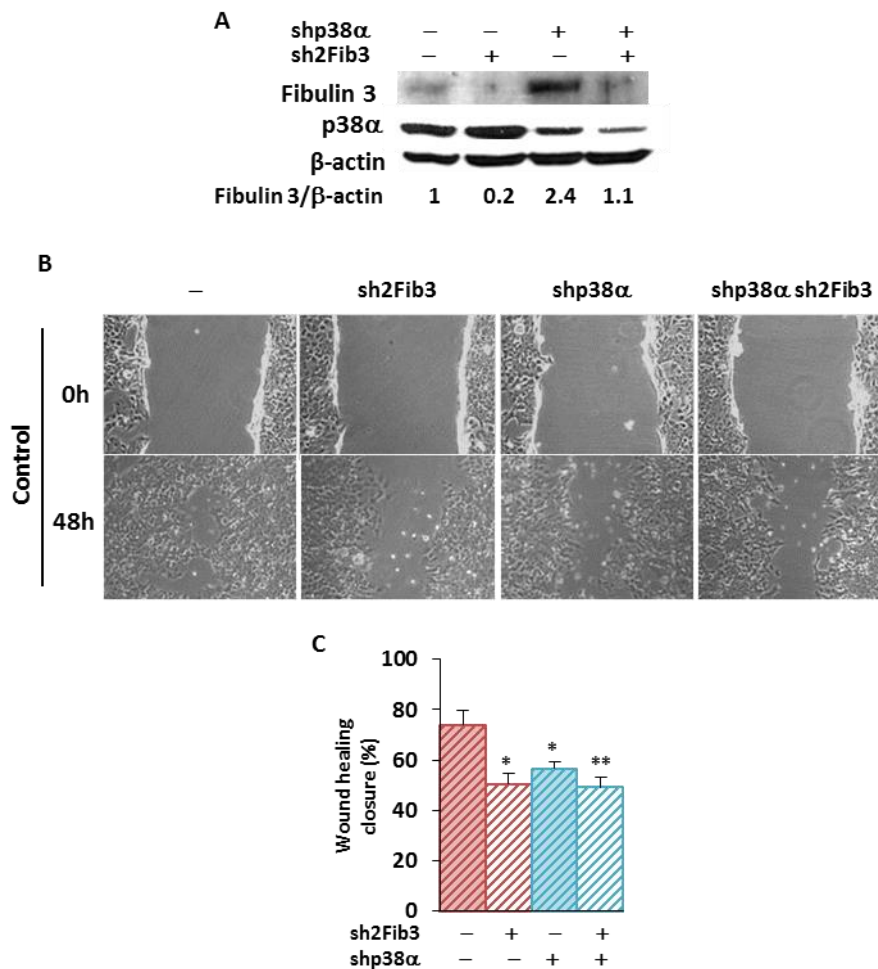 A
shp38α – – + +
sh2Fib3 – + – +
Fibulin 3
p38α
β-actin
Fibulin 3/β-actin 1 0.2 2.4 1.1
B
– sh2Fib3 shp38α shp38α sh2Fib3
Control
0h
48h
C
Wound healing
closure (%)
100
80
60
40
20
0
* * **
sh2Fib3 – + – +
shp38α – – + +